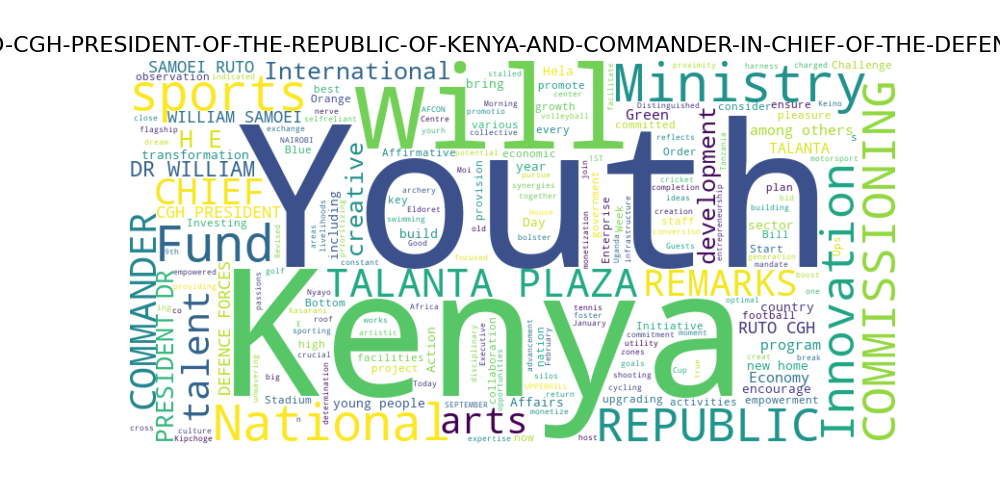 O-CGH-PRESIDENT-OF-THE-REPUBLIC-OF-KENYA-AND-COMMANDER-IN-CHIEF-OF-THE-DEFEN
SAMOEI RUTO
International
will
bring
Hela
promote
Ministry
proximity
harness
charged
Challenge
observation
indicated
sports
best
Orange
stalled
AFCON
Morning
promotio
center
growth
facilitate
Distinguished
consider
ensure
Keino
close
WILLIAM SAMOEI
nerve
selfreliant
Centre
yourh
various
collective
volleyball
every
committed
Green
pleasure
flagship
H E
exchange
NAIROBI
Blue
Youth
reflects
Order
among others
s
dream
transformation
Affirmative
potential
economic
1ST
TALANTA
DR WILLIAM
creative
Moi
year
pursue
synergies
together
join
government
cricket
completion
ideas
development
Tanzania
motorsport
CHIEF
archery
key
Eldoret
swimming
provision
House
Day
Enterprise
Week
creation
staff
conversion
entrepreneurship
plan
bid
building
CGH PRESIDENT
Investing
including
build
Good
old
bolster
monetization
Uganda
infrastructure
Guests
sector
Bill
Start
generation
mandate
Innovation
Ups
COMMISSIONING
COMMANDER
Fund
9th
Revised
areas
livelihoods
prioritizing
constant
focused
zones
empowered
providing
golf
TALANTA PLAZA
REMARKS
boost
PRESIDENT DR
ing
co
talent
DEFENCE FORCES
passions
Nyayo
Kasarani
Bottom
Kenya
Africa
tennis
foster
January
Initiative
optimal
country
football
one
RUTO CGH
E
sporting
roof
works
artistic
Action
disciplinary
Executive
collaboration
opportunities
nation
advancement
February
commitment
moment
utility
creat
break
program
high
crucial
facilities
project
zones
goals
Cup
true
new home
Economy
unwavering
big
determination
Today
UPPERHILL
return
shooting
cycling
encourage
Stadium
young people
SEPTEMBER
Affairs
silos
monetize
upgrading
activities
empowerment
cross
culture
Kipchoge
National
n
arts
expertise
now
host
REPUBLIC